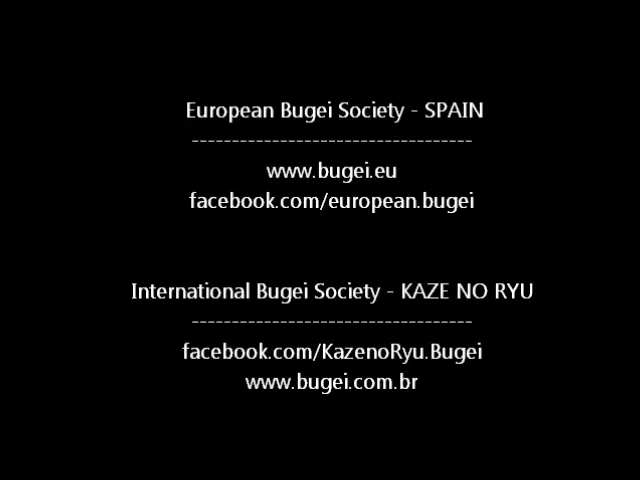 European Bugei Society - SPAIN
-----------------------------------
www.bugei.eu
facebook.com/european.bugei
International Bugei Society - KAZE NO RYU
-----------------------------------
facebook.com/KazenoRyu.Bugei
www.bugei.com.br